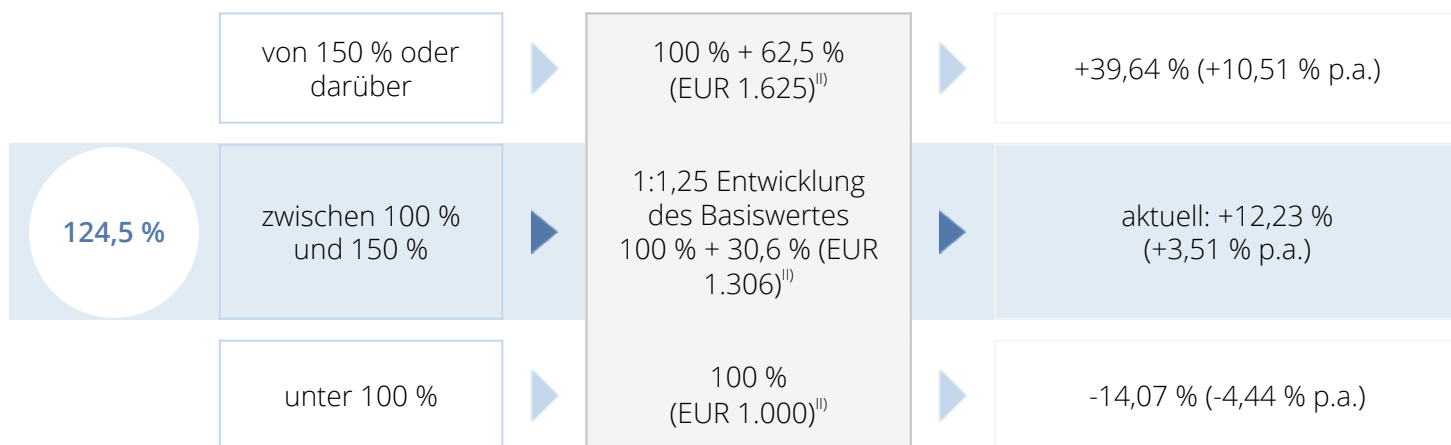 von 150 % oder
darüber
100 % + 62,5 %
(EUR 1.625)II)
+39,64 % (+10,51 % p.a.)
124,5 %
zwischen 100 %
und 150 %
1:1,25 Entwicklung
des Basiswertes
100 % + 30,6 % (EUR
1.306)II)
aktuell: +12,23 %
(+3,51 % p.a.)
unter 100 %
100 %
(EUR 1.000)II)
-14,07 % (-4,44 % p.a.)